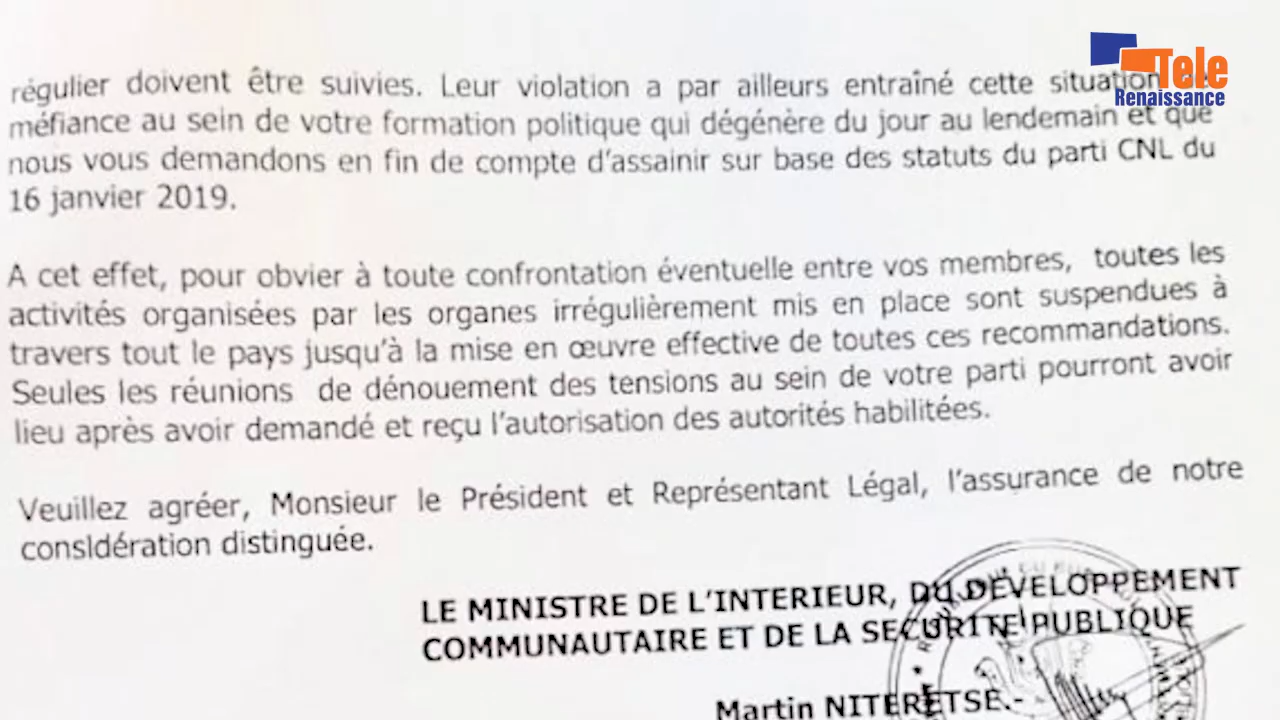 Tele
Renaissance
régulier doivent être suivies. Leur violation a par ailleurs entraîné cette situation de
méfiance au sein de votre formation politique qui dégénère du jour au lendemain et que
nous vous demandons en fin de compte d'assainir sur base des statuts du parti CNL du
16 janvier 2019.
A cet effet, pour obvier à toute confrontation éventuelle entre vos membres, toutes les
activités organisées par les organes irrégulièrement mis en place sont suspendues à
travers tout le pays jusqu'à la mise en œuvre effective de toutes ces recommandations.
Seules les réunions de dénouement des tensions au sein de votre parti pourront avoir
lieu après avoir demandé et reçu l'autorisation des autorités habilitées.
Veuillez agréer, Monsieur le Président et Représentant Légal, l'assurance de notre
consldération distinguée.
LE MINISTRE DE L'INTERIEUR, DU DEVELOPPEMENT
COMMUNAUTAIRE ET DE LA SECURITE PUBLIQUE
Martin NITERETSE.-